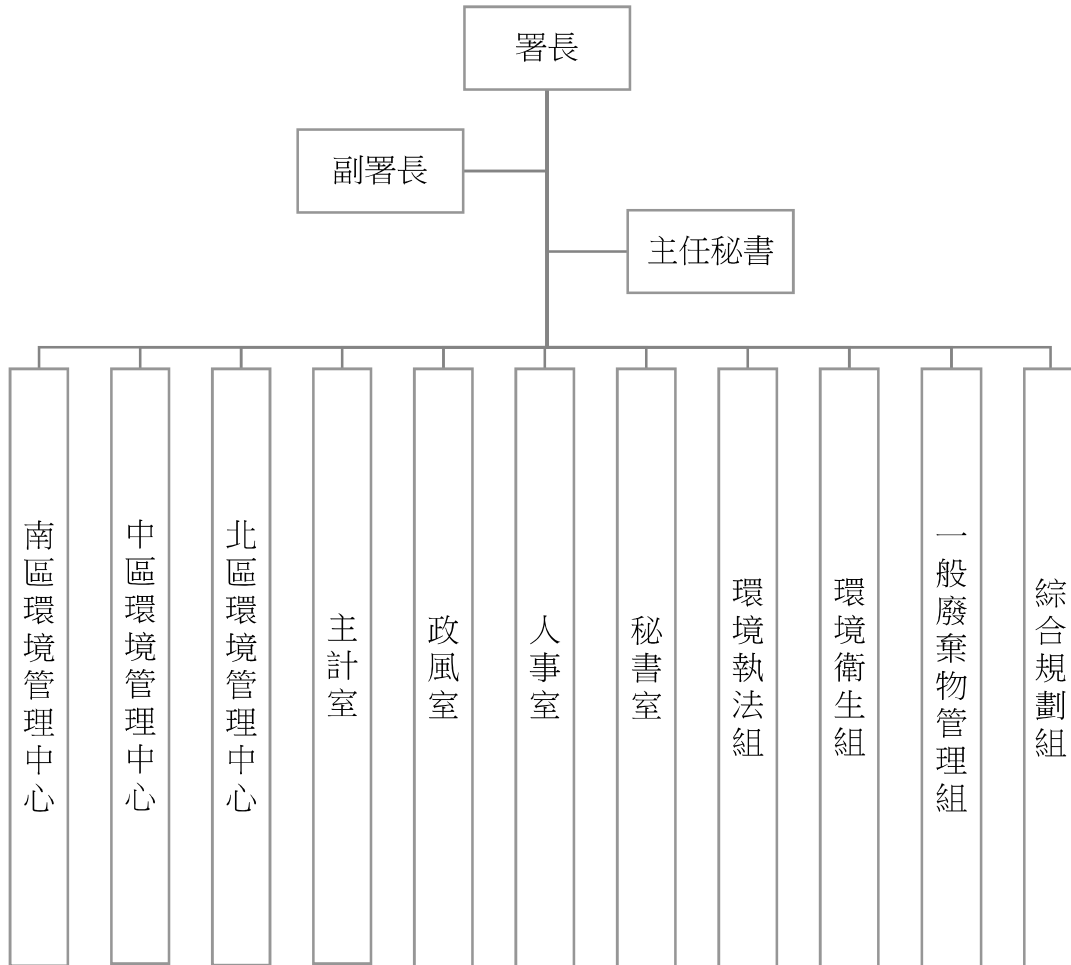 署長
副署長
主任秘書
南區環境管理中心
中區環境管理中心
北區環境管理中心
主計室
政風室
人事室
秘書室
環境執法組
環境衛生組
一般廢棄物管理組
綜合規劃組